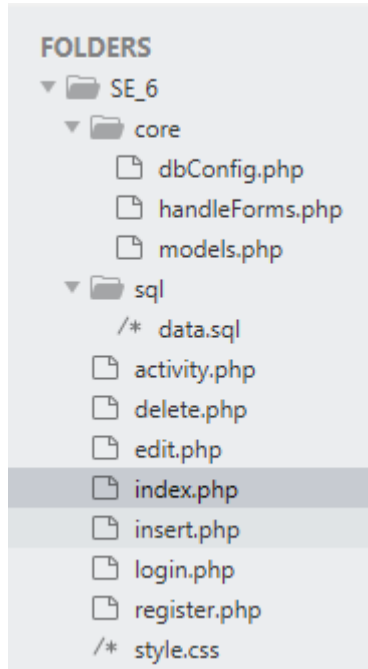 FOLDERS
SE_6
core
dbConfig.php
handleForms.php
models.php
sql
/* data.sql
activity.php
delete.php
edit.php
index.php
insert.php
login.php
register.php
/* style.css